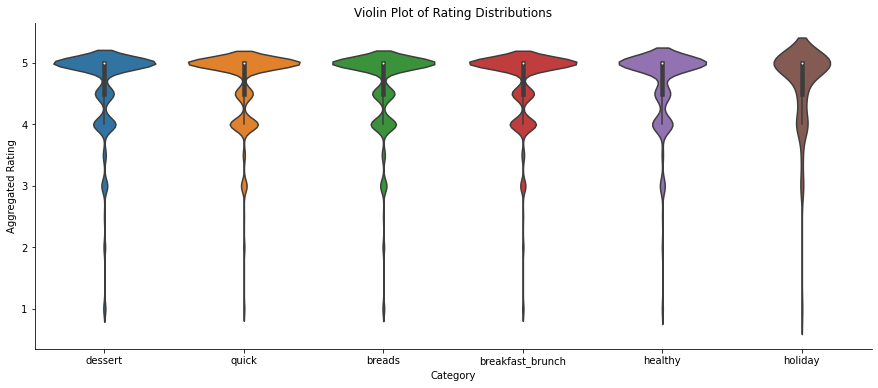 Violin Plot of Rating Distributions
Aggregated Rating
5
4
3
2
1
dessert quick breads breakfast_brunch healthy holiday
Category